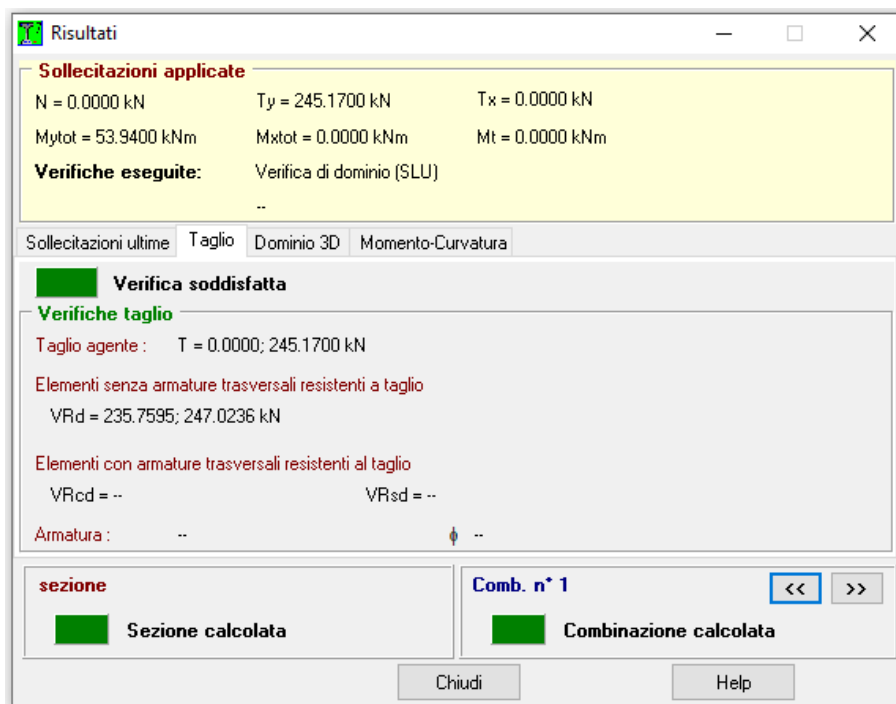 Risultati
Sollecitazioni applicate
N = 0.0000 kN Ty = 245.1700 kN Tx = 0.0000 kN
Mytot = 53.9400 kNm Mxtot = 0.0000 kNm Mt = 0.0000 kNm
Verifiche eseguite: Verifica di dominio (SLU)
--
Sollecitazioni ultime Taglio Dominio 3D Momento-Curvatura
Verifica soddisfatta
Verifiche taglio
Taglio agente : T = 0.0000; 245.1700 kN
Elementi senza armature trasversali resistenti a taglio
VRd = 235.7595; 247.0236 kN
Elementi con armature trasversali resistenti al taglio
VRcd = -- VRsd = --
Armatura : -- ϕ --
sezione Comb. n° 1 << >>
Sezione calcolata Combinazione calcolata
Chiudi Help